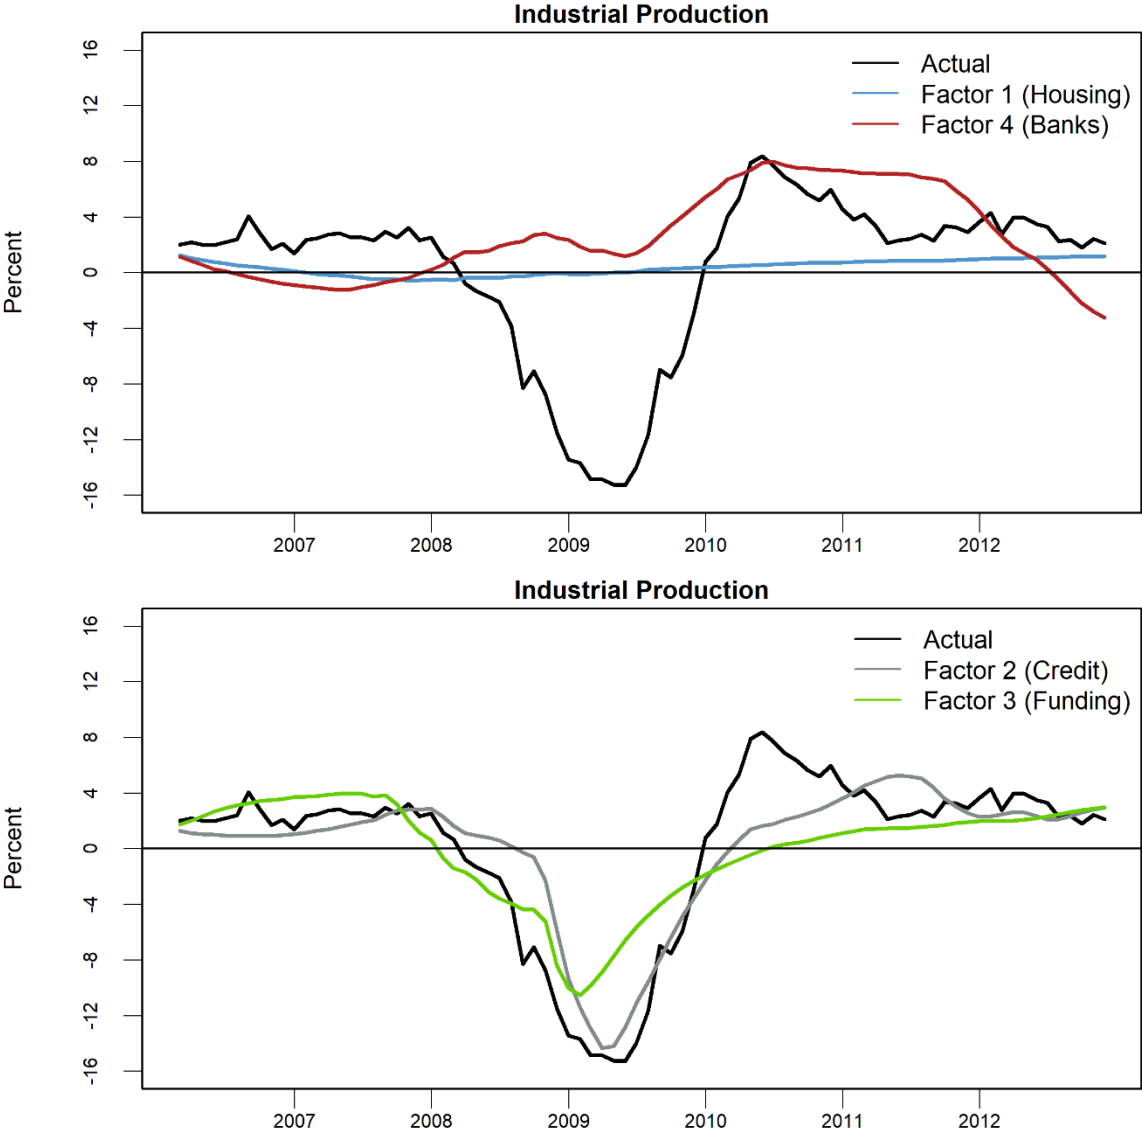 Industrial Production
Percent
16
12
8
4
0
-4
-8
-12
-16
Actual
Factor 1 (Housing)
Factor 4 (Banks)
2007 2008 2009 2010 2011 2012
Industrial Production
Percent
16
12
8
4
0
-4
-8
-12
-16
Actual
Factor 2 (Credit)
Factor 3 (Funding)
2007 2008 2009 2010 2011 2012